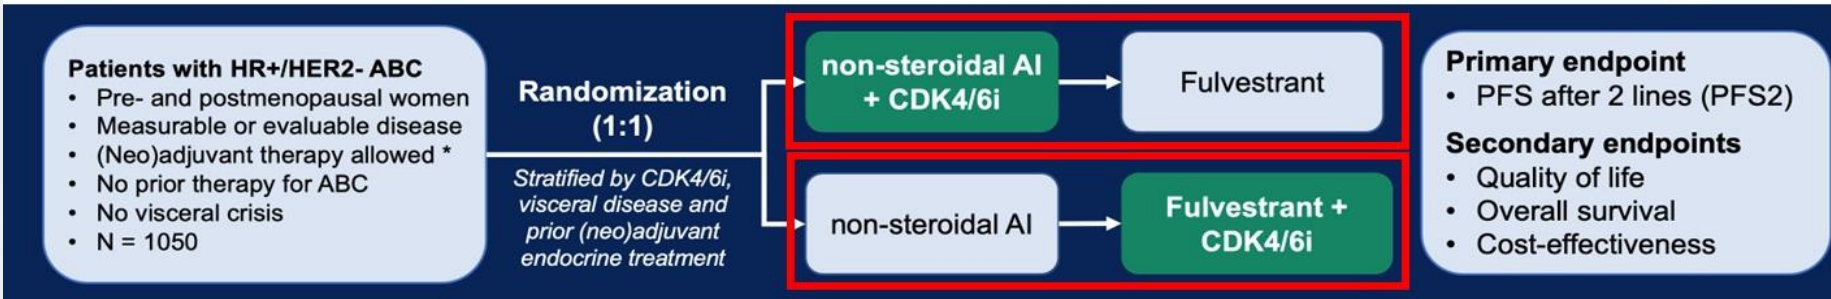 Patients with HR+/HER2- ABC
• Pre- and postmenopausal women
• Measurable or evaluable disease
• (Neo)adjuvant therapy allowed *
• No prior therapy for ABC
• No visceral crisis
• N = 1050
Randomization
(1:1)
Stratified by CDK4/6i,
visceral disease and
prior (neo)adjuvant
endocrine treatment
non-steroidal AI
+ CDK4/6i
Fulvestrant
non-steroidal AI
Fulvestrant +
CDK4/6i
Primary endpoint
• PFS after 2 lines (PFS2)
Secondary endpoints
• Quality of life
• Overall survival
• Cost-effectiveness